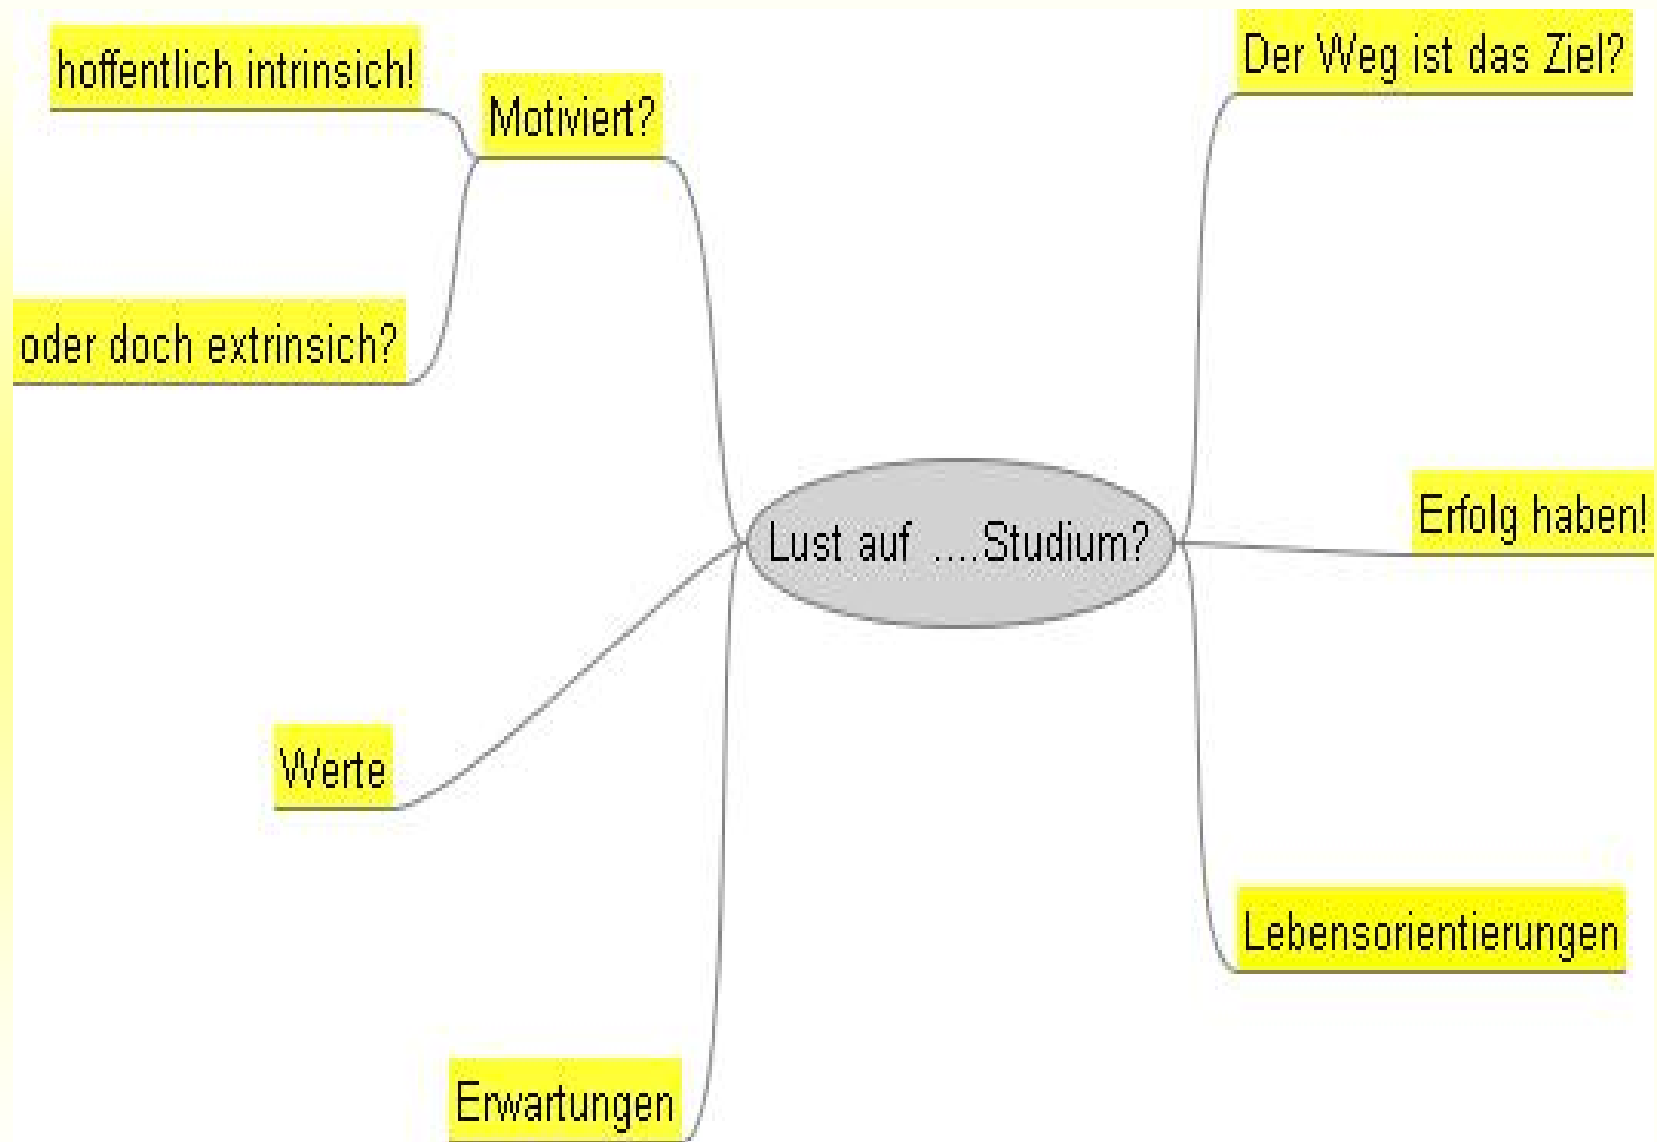 hoffentlich intrinsich!
Motiviert?
oder doch extrinsich?
Werte
Erwartungen
Lust auf ....Studium?
Der Weg ist das Ziel?
Erfolg haben!
Lebensorientierungen